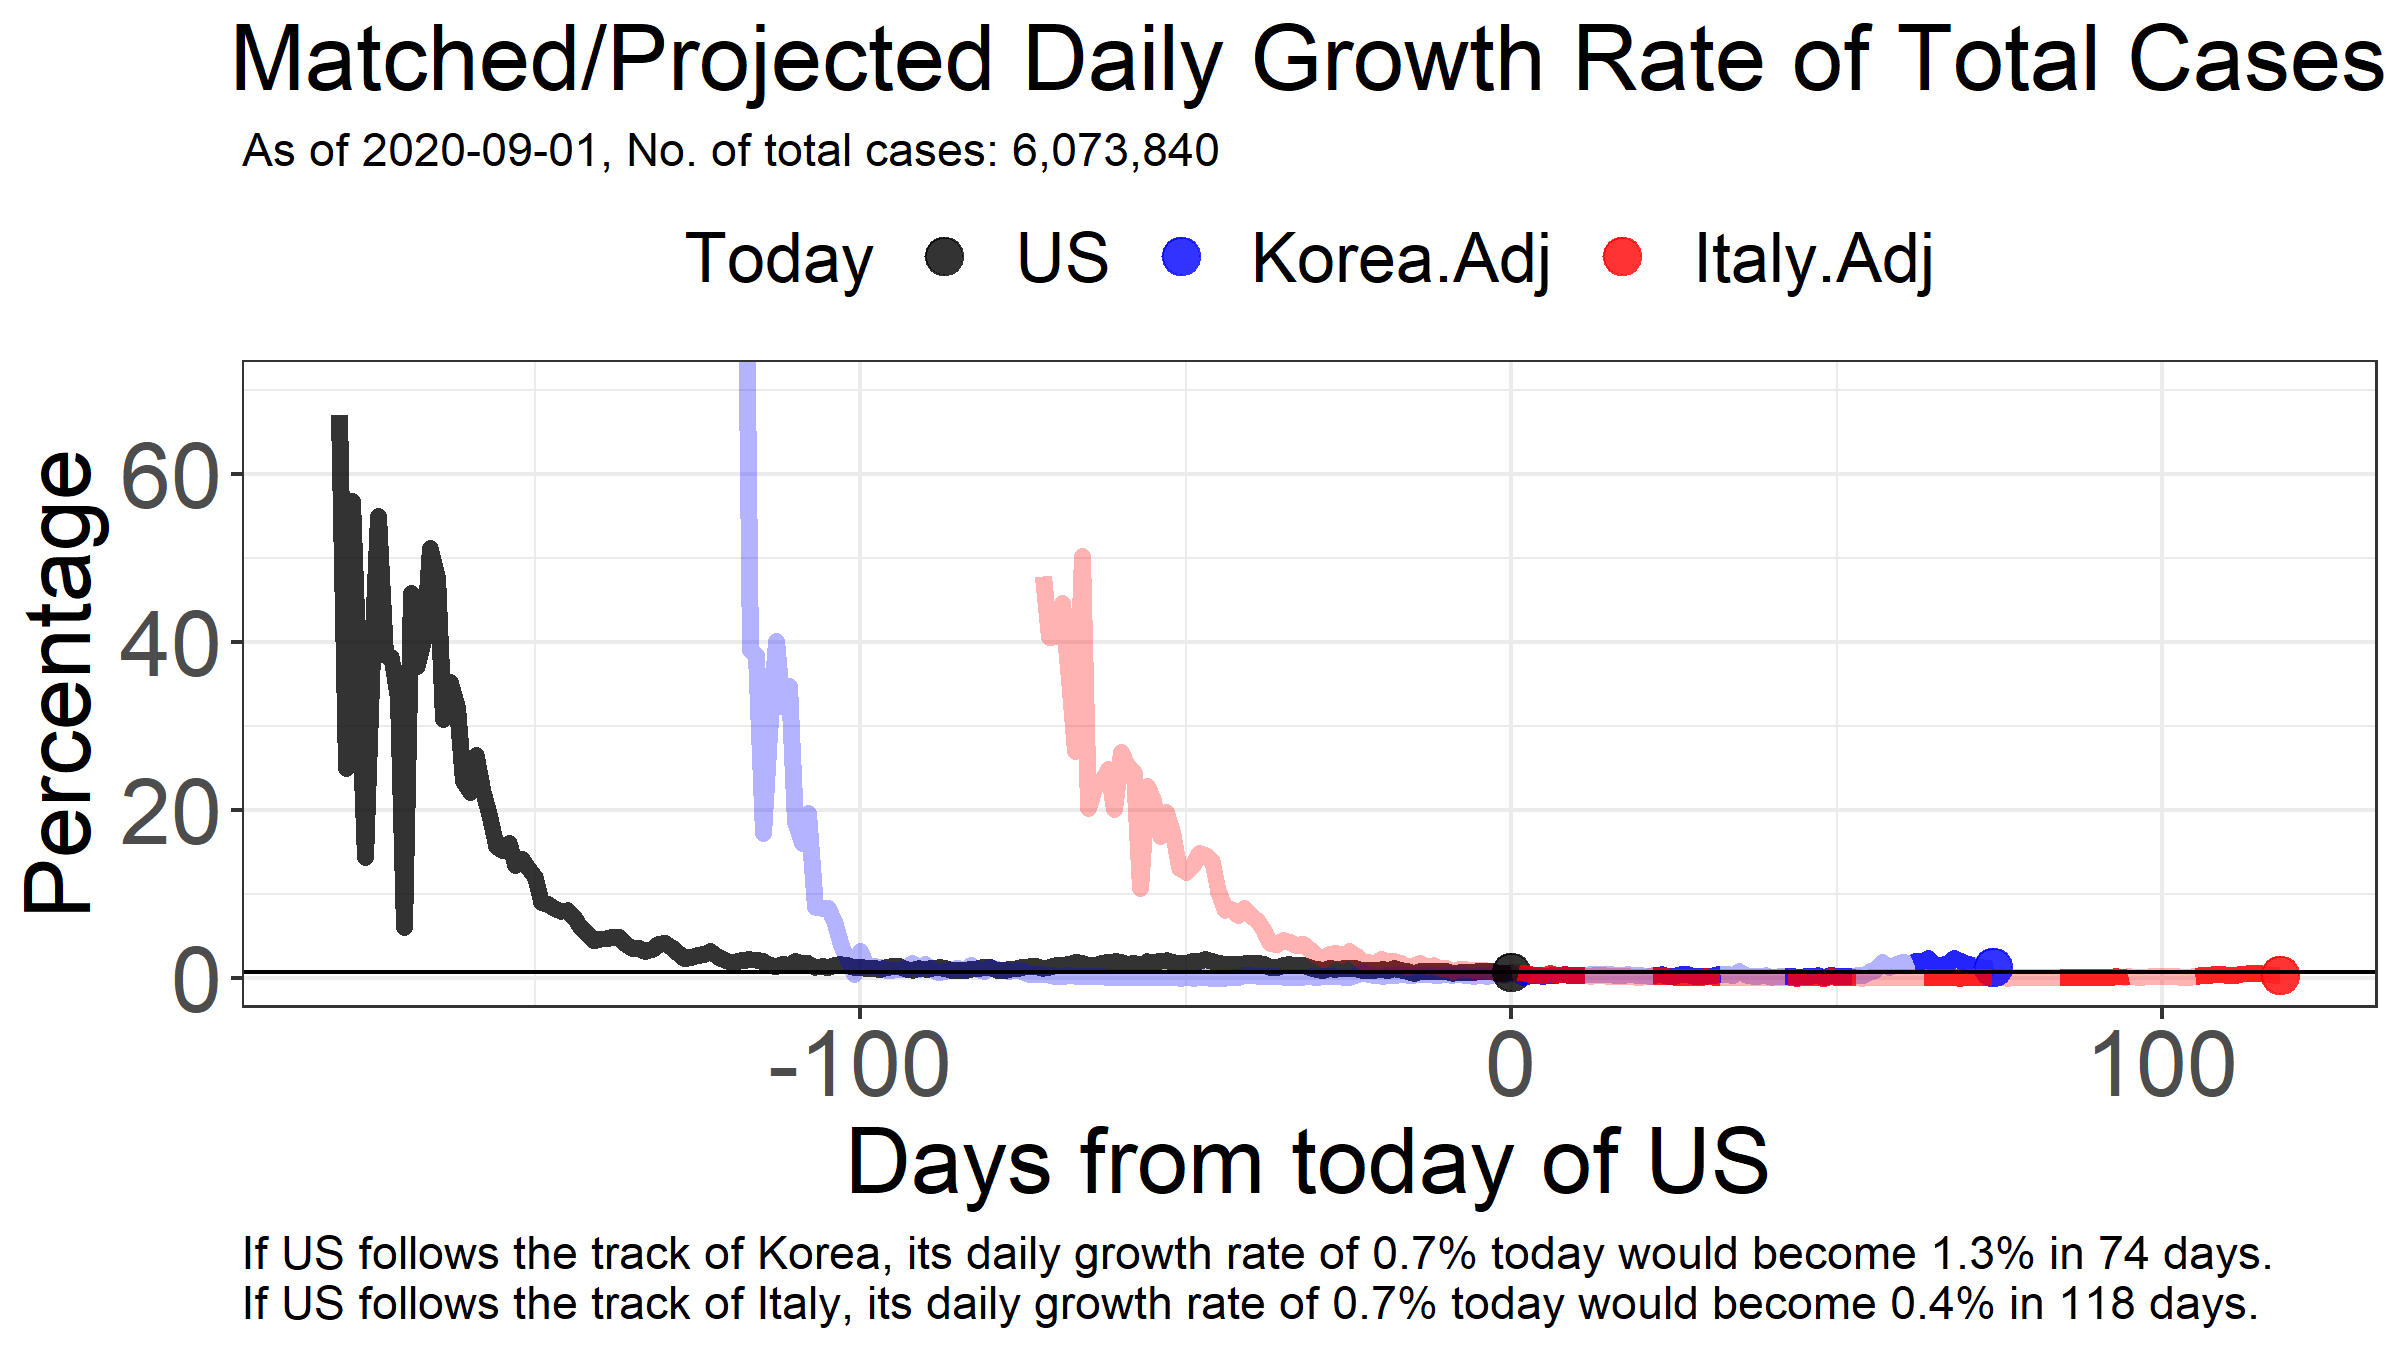 Matched/Projected Daily Growth Rate of Total Cases
As of 2020-09-01, No. of total cases: 6,073,840
Today US Korea.Adj Italy.Adj
Percentage
60
40
20
0
-100 0 100
Days from today of US
If US follows the track of Korea, its daily growth rate of 0.7% today would become 1.3% in 74 days.
If US follows the track of Italy, its daily growth rate of 0.7% today would become 0.4% in 118 days.